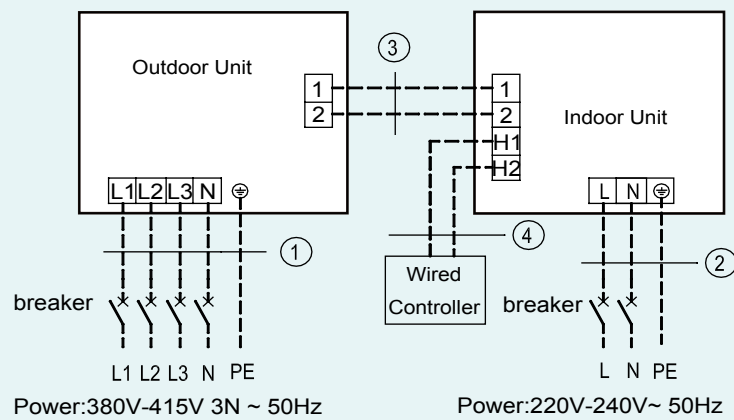 Outdoor Unit
1
2
L1 L2 L3 N
③
1
2
H1
H2
Indoor Unit
L N
①
④
②
Wired
Controller
breaker
breaker
L1 L2 L3 N PE
L N PE
Power:380V-415V 3N ~ 50Hz
Power:220V-240V~ 50Hz